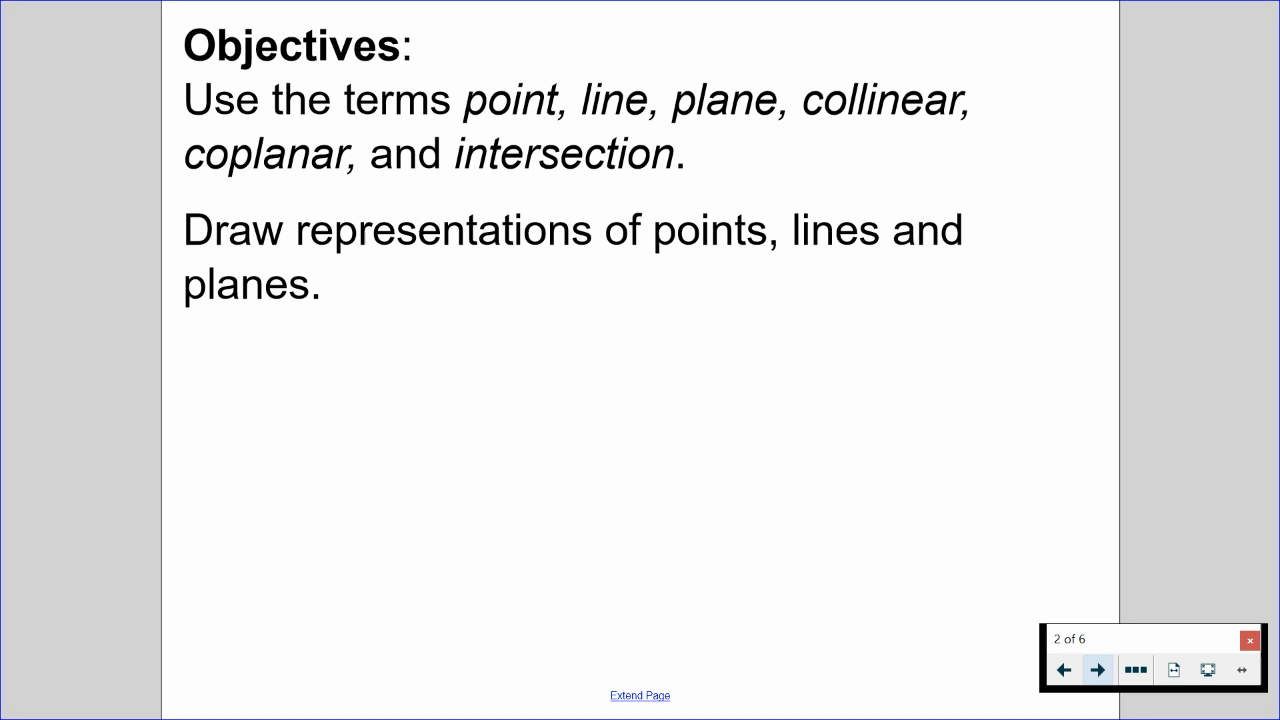 Objectives:
Use the terms point, line, plane, collinear,
coplanar, and intersection.
Draw representations of points, lines and
planes.
2 of 6
Extend Page